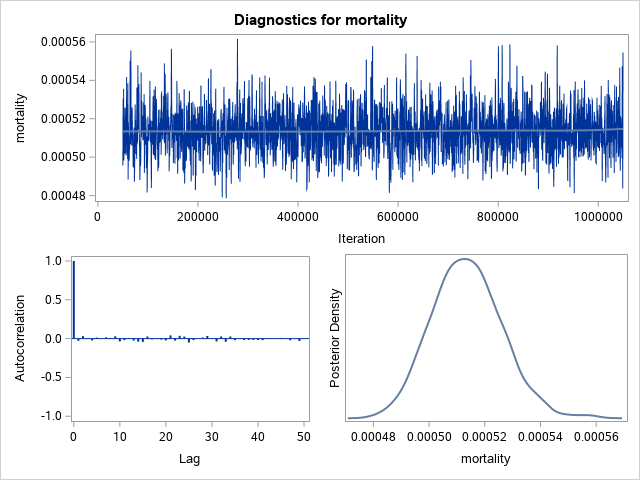 Diagnostics for mortality
0.00056
0.00054
0.00052
0.00050
0.00048
mortality
0 200000 400000 600000 800000 1000000
Iteration
1.0
0.5
0.0
-0.5
-1.0
Autocorrelation
0 10 20 30 40 50
Lag
Posterior Density
0.00048 0.00050 0.00052 0.00054 0.00056
mortality